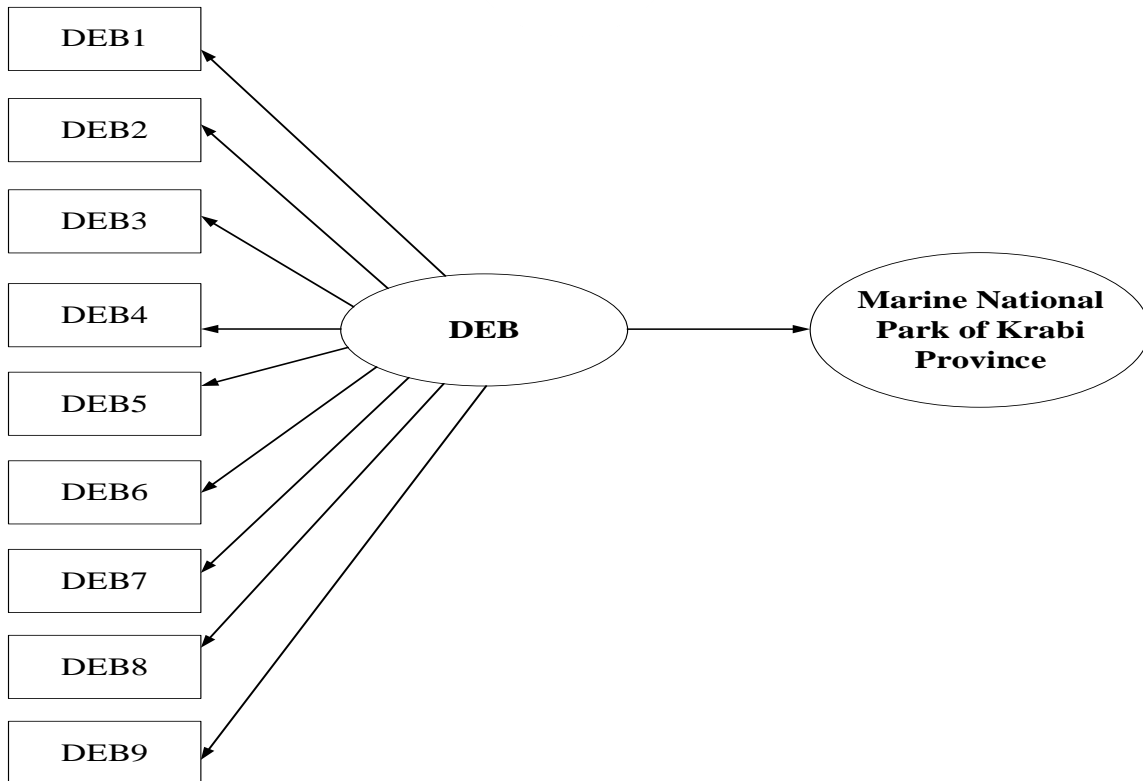 DEB1
DEB2
DEB3
DEB4
DEB5
DEB6
DEB7
DEB8
DEB9
DEB
Marine National
Park of Krabi
Province